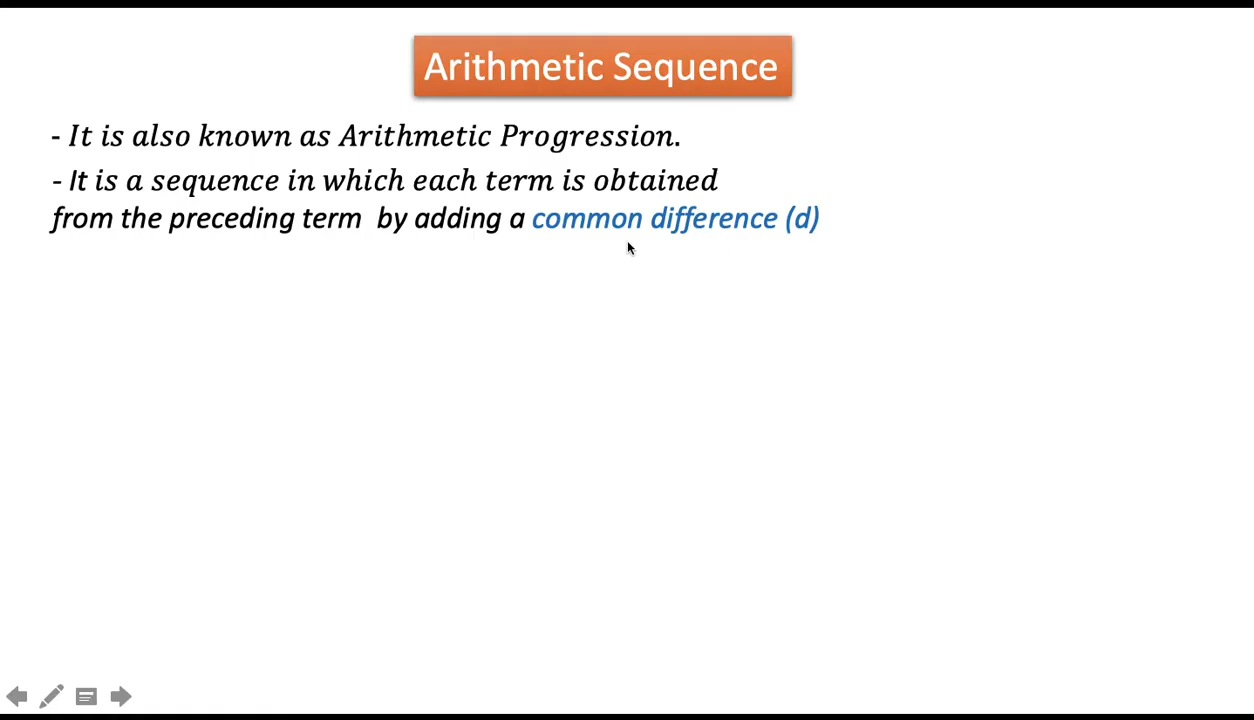 Arithmetic Sequence
- It is also known as Arithmetic Progression.
- It is a sequence in which each term is obtained
from the preceding term by adding a common difference (d)